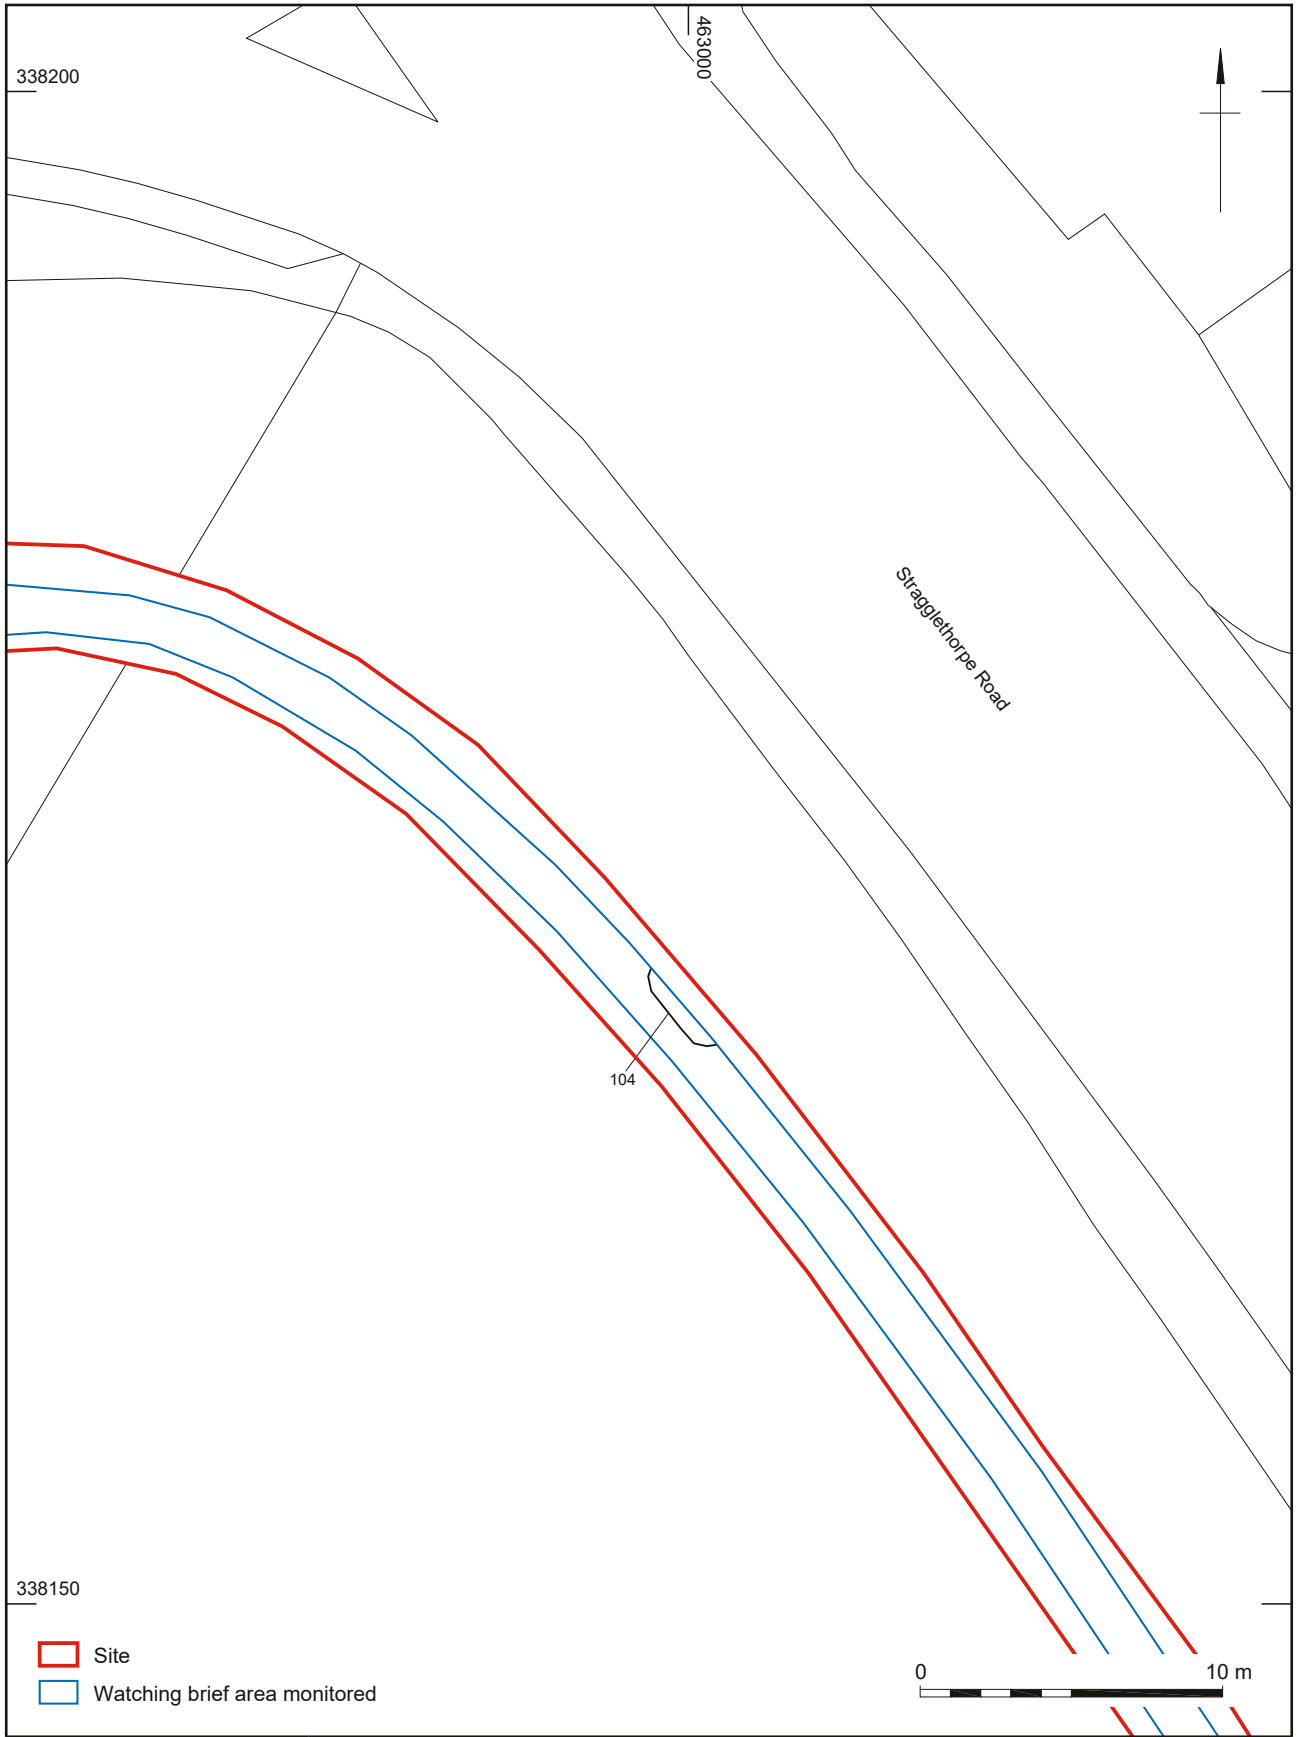 463000
338200
Stragglethorpe Road
104
338150
Site
Watching brief area monitored
0 10 m